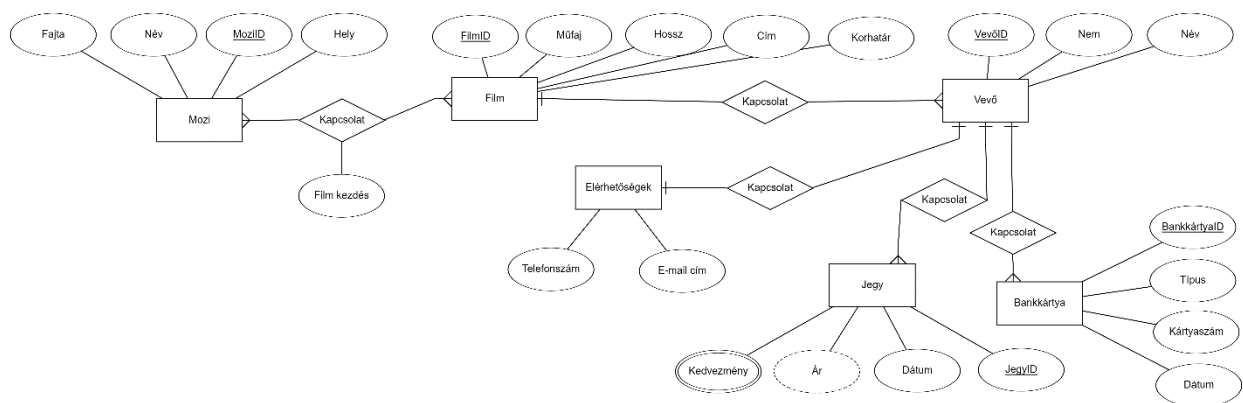 Fajta
Név
MoziID
Hely
FilmID
Műfaj
Hossz
Cím
Korhatár
VevőID
Nem
Név
Mozi
Kapcsolat
Film
Kapcsolat
Vevő
Film kezdés
Elérhetőségek
Kapcsolat
Kapcsolat
Kapcsolat
Telefonszám
E-mail cím
Jegy
Bankkártya
BankkártyaID
Típus
Kártyaszám
Dátum
Kedvezmény
Ár
Dátum
JegyID